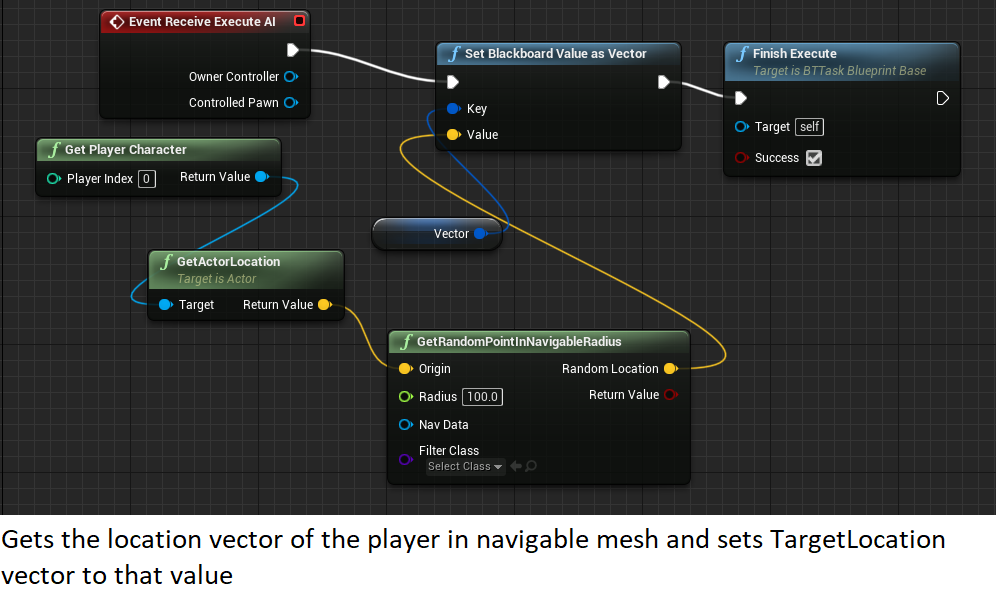 Event Receive Execute AI
Owner Controller
Controlled Pawn
f Set Blackboard Value as Vector
Key
Value
f Finish Execute
Target is BTTask Blueprint Base
Target self
Success
f Get Player Character
Player Index 0 Return Value
Vector
f GetActorLocation
Target is Actor
Target Return Value
f GetRandomPointInNavigableRadius
Origin Random Location
Radius 100.0 Return Value
Nav Data
Filter Class
Select Class
Gets the location vector of the player in navigable mesh and sets TargetLocation
vector to that value